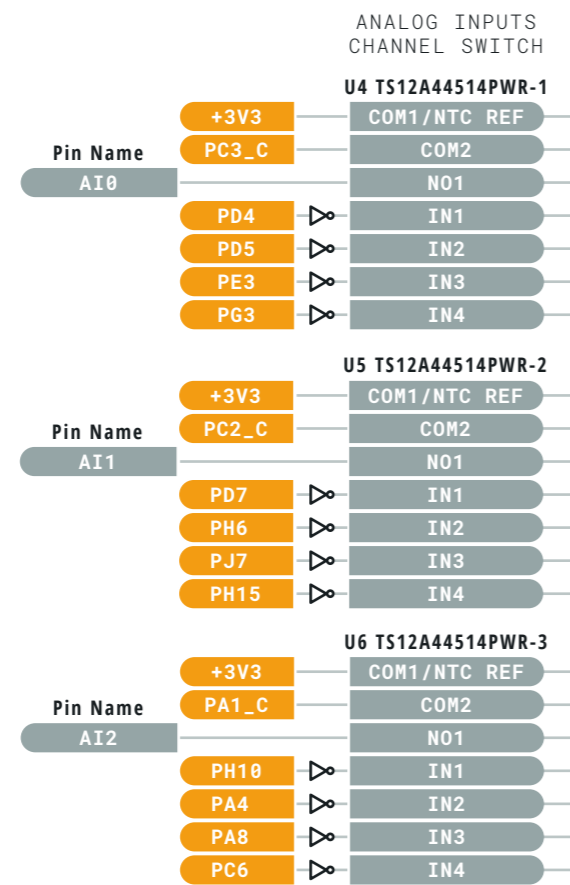 ANALOG INPUTS
CHANNEL SWITCH
U4 TS12A44514PWR-1
+3V3 COM1/NTC REF
Pin Name
PC3_C COM2
AI0 NO1
PD4 IN1
PD5 IN2
PE3 IN3
PG3 IN4
U5 TS12A44514PWR-2
+3V3 COM1/NTC REF
Pin Name
PC2_C COM2
AI1 NO1
PD7 IN1
PH6 IN2
PJ7 IN3
PH15 IN4
U6 TS12A44514PWR-3
+3V3 COM1/NTC REF
Pin Name
PA1_C COM2
AI2 NO1
PH10 IN1
PA4 IN2
PA8 IN3
PC6 IN4